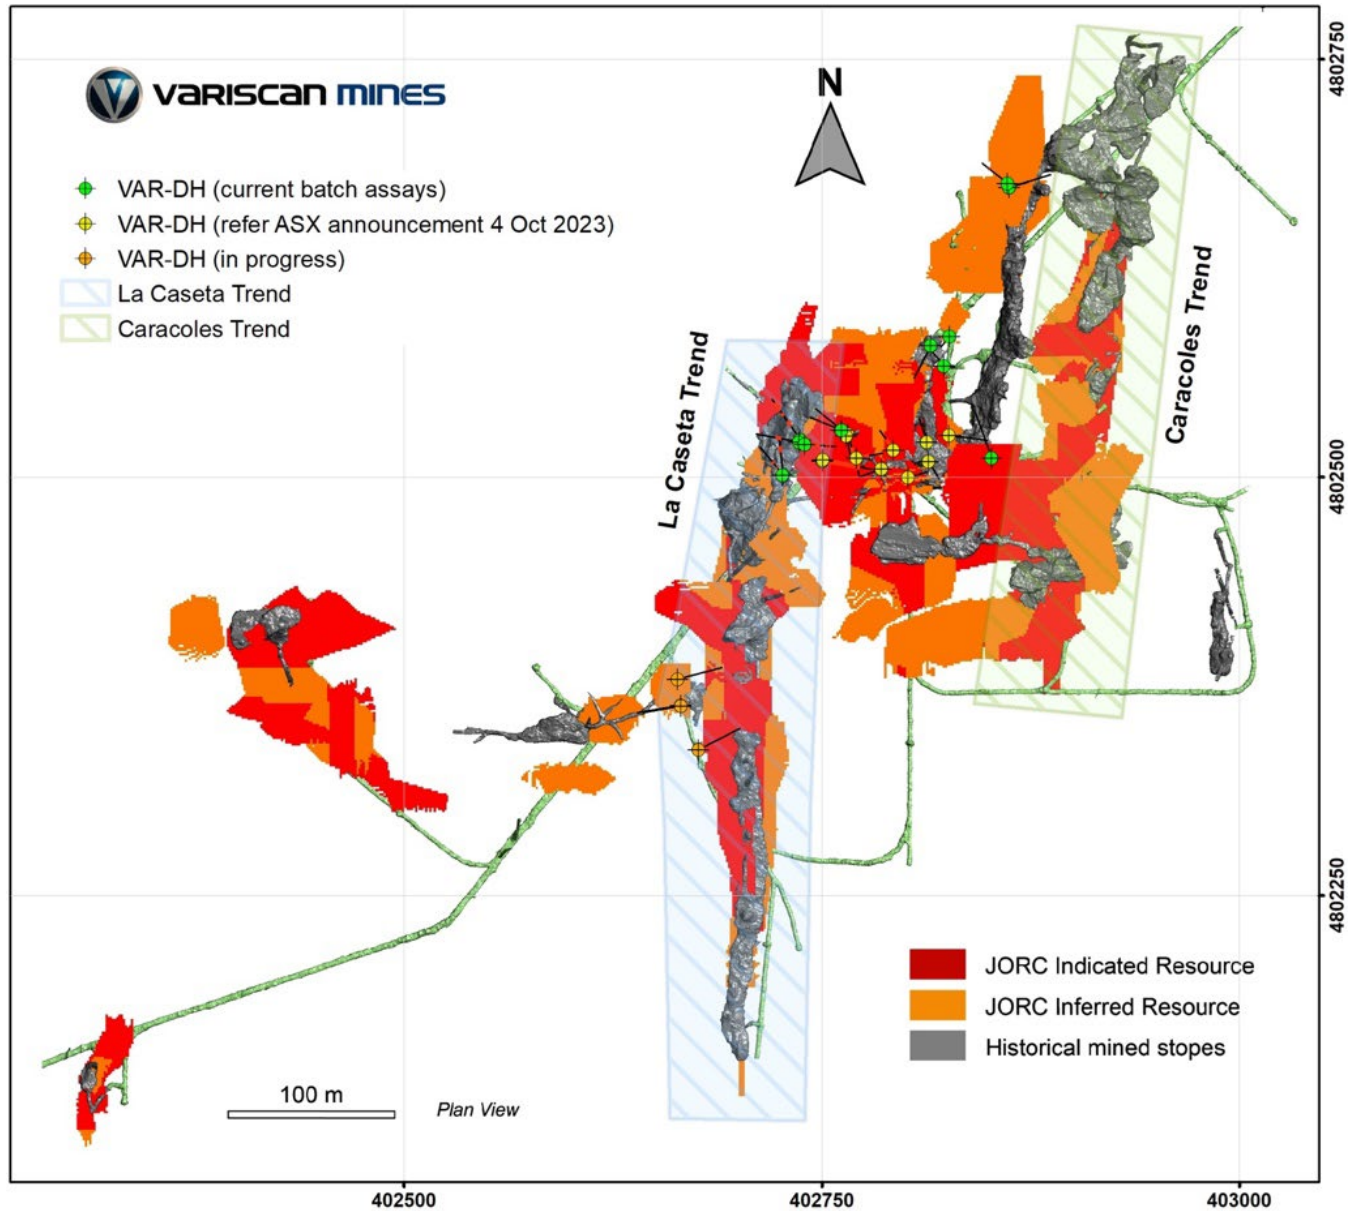 VARISCAN MINES
N
VAR-DH (current batch assays)
VAR-DH (refer ASX announcement 4 Oct 2023)
VAR-DH (in progress)
La Caseta Trend
Caracoles Trend
La Caseta Trend
Caracoles Trend
4802750
4802500
4802250
JORC Indicated Resource
JORC Inferred Resource
Historical mined stopes
100 m
Plan View
402500
402750
403000